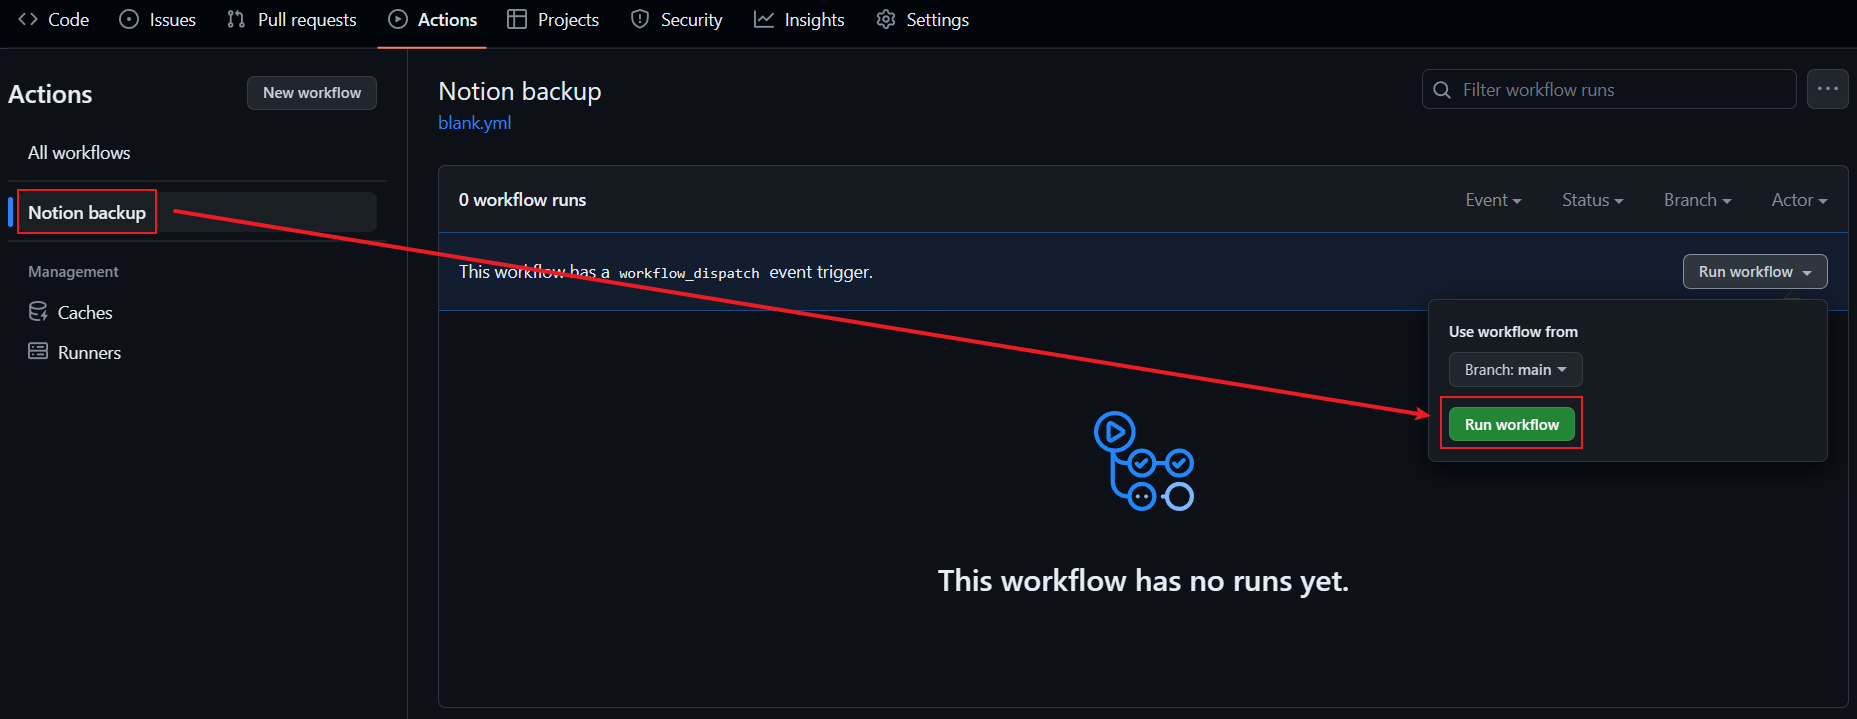 Code Issues Pull requests Actions Projects Security Insights Settings
Actions
New workflow
All workflows
Notion backup
Management
Caches
Runners
Notion backup
blank.yml
Filter workflow runs
0 workflow runs
Event Status Branch Actor
This workflow has a workflow_dispatch event trigger.
Run workflow
Use workflow from
Branch: main
Run workflow
This workflow has no runs yet.